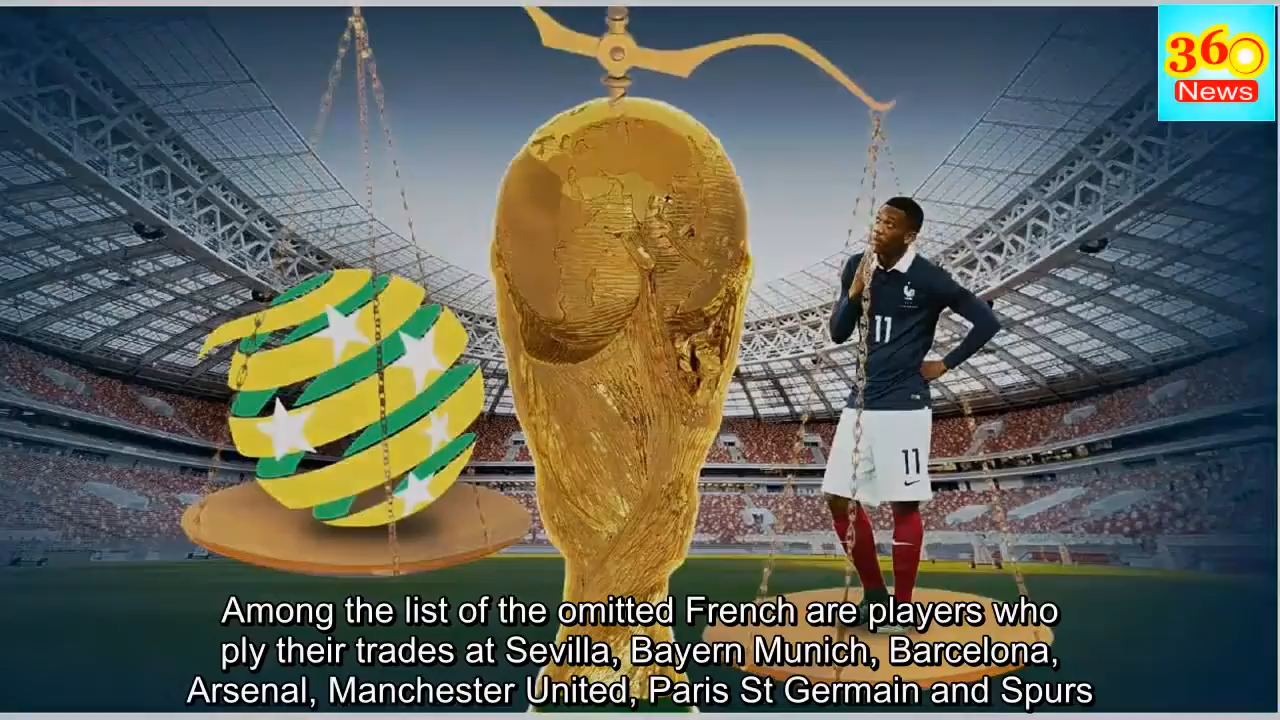 360
News
11
11
Among the list of the omitted French are players who
ply their trades at Sevilla, Bayern Munich, Barcelona,
Arsenal, Manchester United, Paris St Germain and Spurs